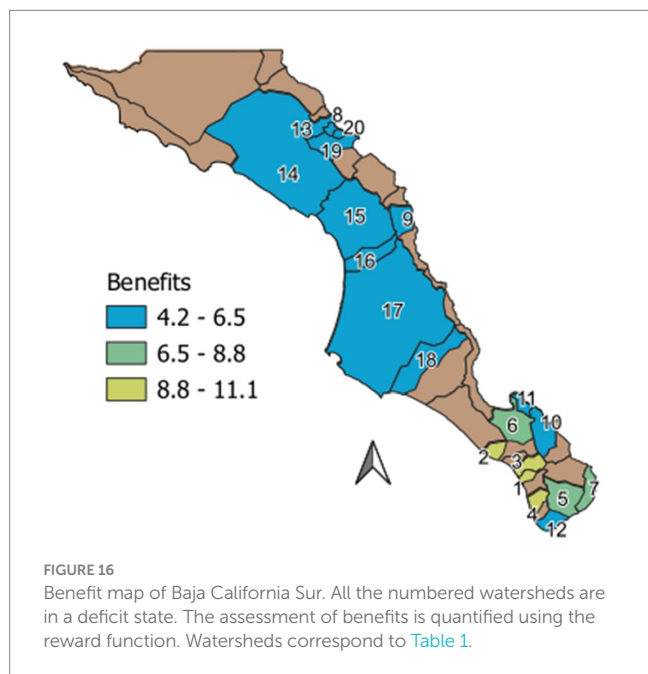 8
13
20
19
14
15
9
16
17
18
Benefits
4.2 - 6.5
6.5 - 8.8
8.8 - 11.1
11
6
10
2
3
1
5
7
4
12
FIGURE 16
Benefit map of Baja California Sur. All the numbered watersheds are
in a deficit state. The assessment of benefits is quantified using the
reward function. Watersheds correspond to Table 1.